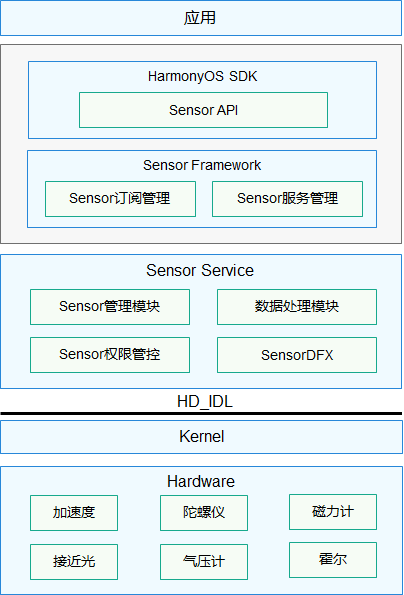 应用
HarmonyOS SDK
Sensor API
Sensor Framework
Sensor订阅管理
Sensor服务管理
Sensor Service
Sensor管理模块
数据处理模块
Sensor权限管控
SensorDFX
HD_IDL
Kernel
Hardware
加速度
陀螺仪
磁力计
接近光
气压计
霍尔